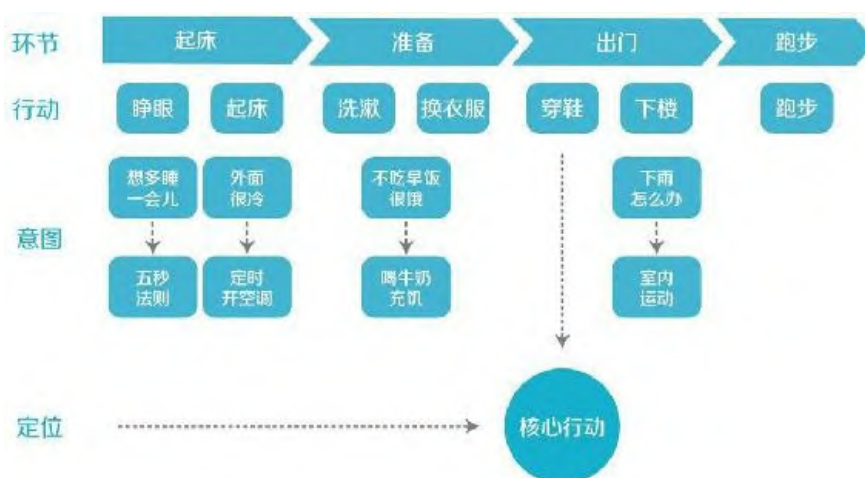 环节
起床
准备
出门
跑步
行动
睁眼
起床
洗漱
换衣服
穿鞋
下楼
跑步
意图
想多睡
一会儿
外面
很冷
不吃早饭
很饿
下雨
怎么办
五秒
法则
定时
开空调
喝牛奶
充饥
室内
运动
定位
核心行动